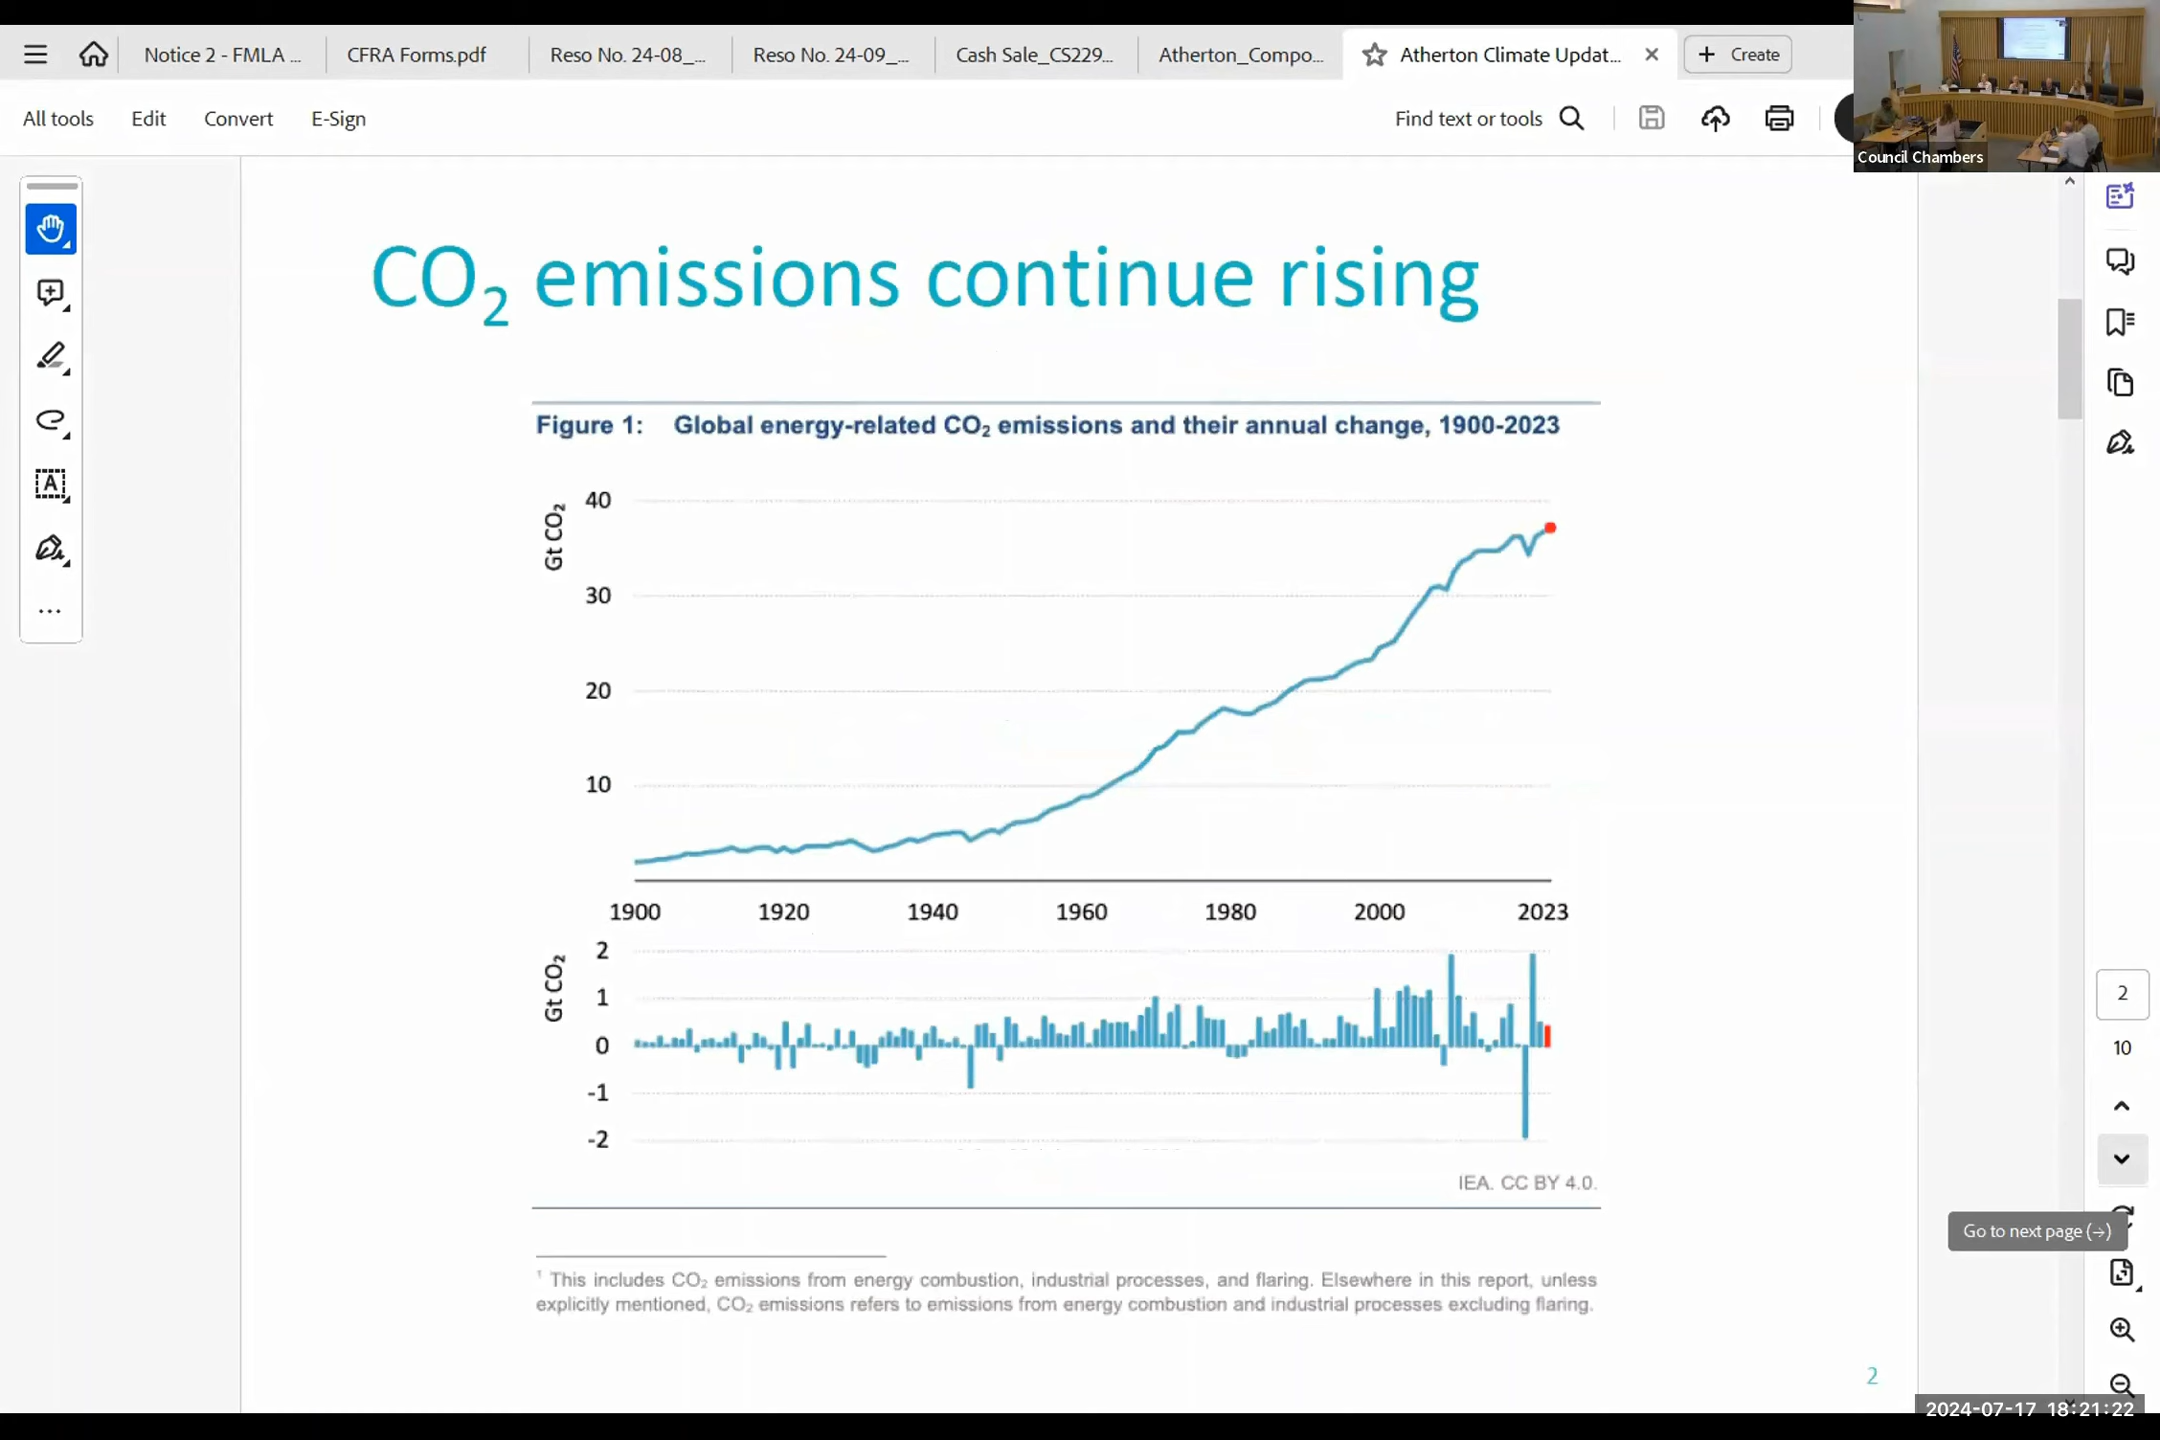 Notice 2 - FMLA ...
CFRA Forms.pdf
Reso No. 24-08_...
Reso No. 24-09_...
Cash Sale_CS229...
Atherton_Compo...
Atherton Climate Updat...
Create
All tools
Edit
Convert
E-Sign
Find text or tools
Council Chambers
CO₂ emissions continue rising
Figure 1: Global energy-related CO₂ emissions and their annual change, 1900-2023
Gt CO₂
40
30
20
10
1900 1920 1940 1960 1980 2000 2023
Gt CO₂
2
1
0
-1
-2
IEA. CC BY 4.0.
¹ This includes CO₂ emissions from energy combustion, industrial processes, and flaring. Elsewhere in this report, unless
explicitly mentioned, CO₂ emissions refers to emissions from energy combustion and industrial processes excluding flaring.
2
2
10
Go to next page (→)
2024-07-17 18:21:22